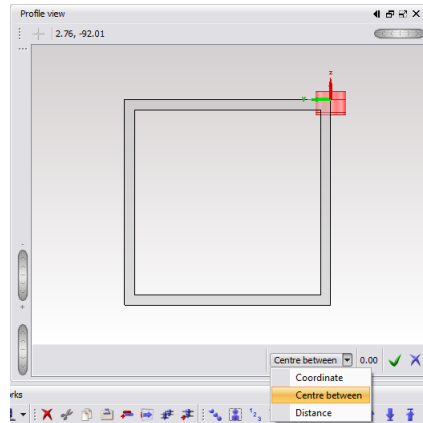 Profile view
2.76, -92.01
z
Y
Centre between 0.00
Coordinate
Centre between
Distance
rks